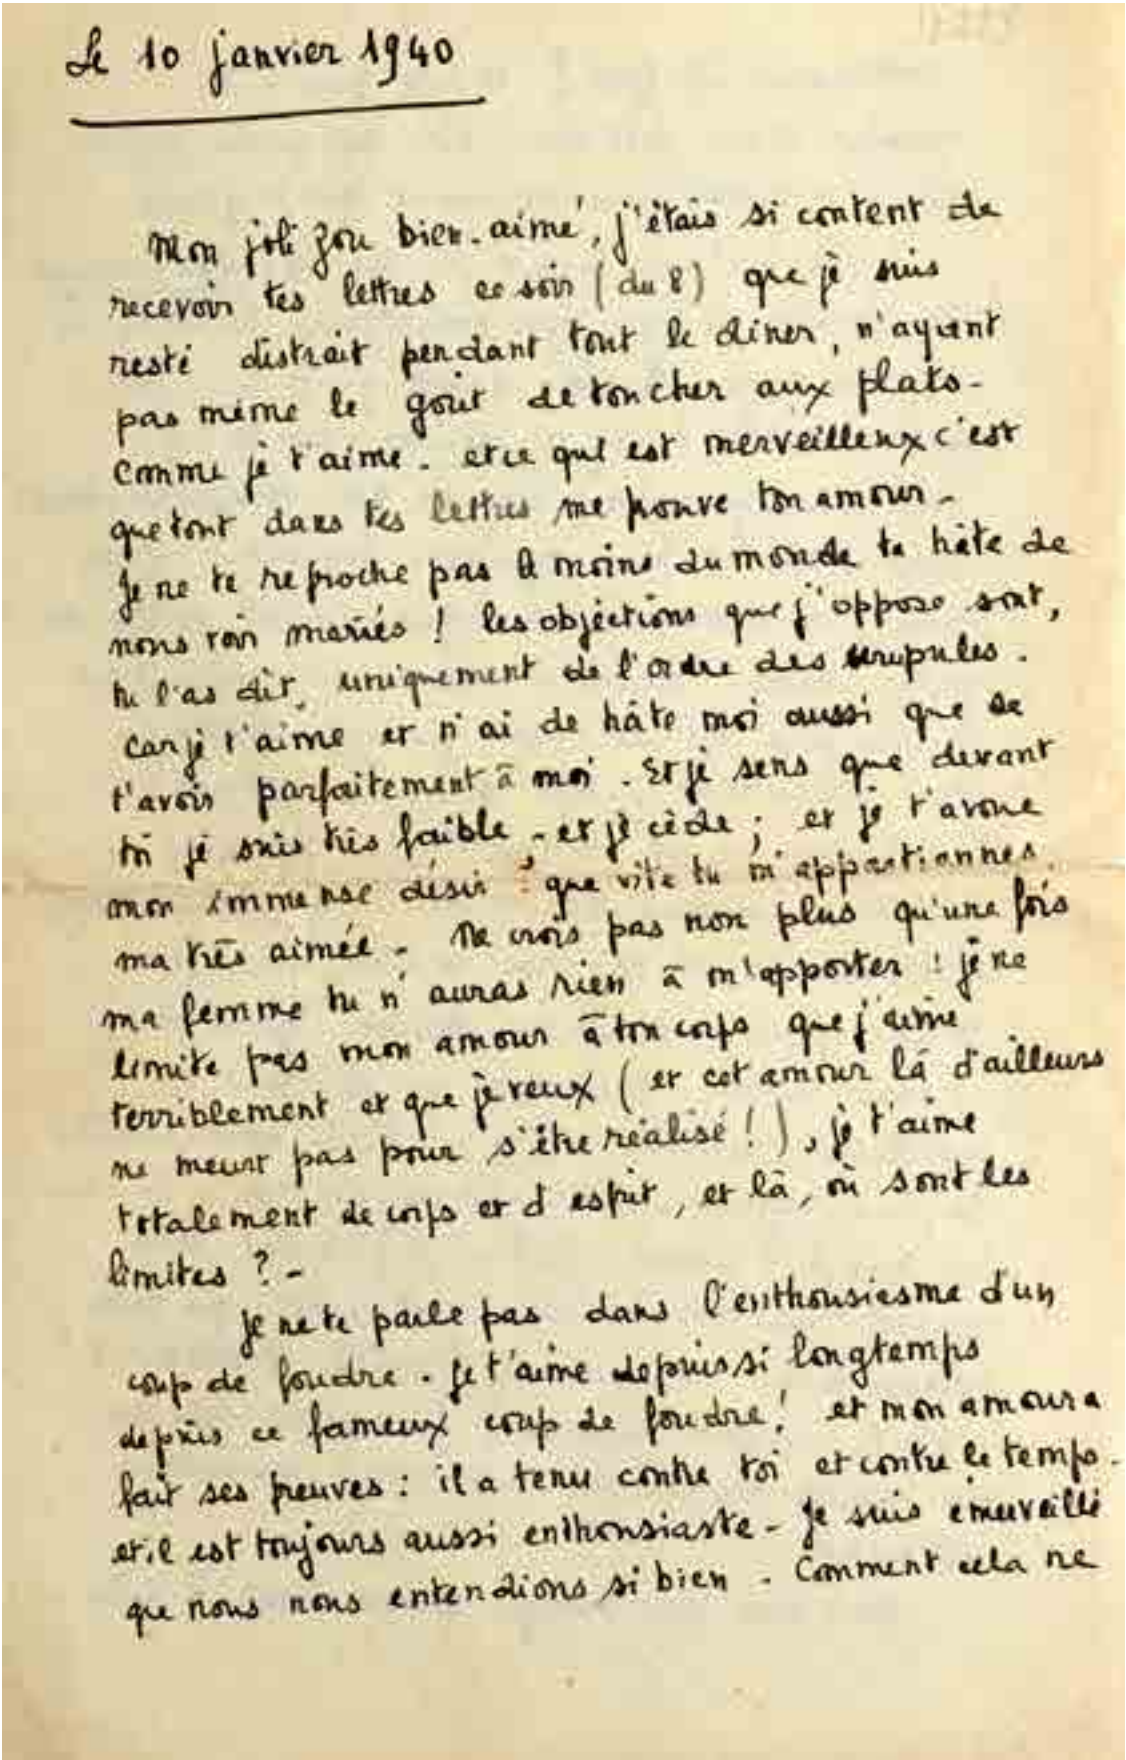 Le 10 janvier 1940
Mon joli zou bien-aimé, j'étais si content de
recevoir tes lettres ce soir (du 8) que je suis
resté distrait pendant tout le dîner, n'ayant
pas même le goût de toucher aux plats-
comme je t'aime. et ce qui est merveilleux c'est
que tout dans tes lettres me prouve ton amour-
Je ne te reproche pas le moins du monde ta hâte de
nous voir mariés ! les objections que j'oppose sont,
tu l'as dit, uniquement de l'ordre des scrupules.
car je t'aime et n'ai de hâte moi aussi que de
t'avoir parfaitement à moi. Et je sens que devant
toi je suis très faible - et je cède ; et je t'avoue
mon immense désir : que vite tu m'appartiennes
ma très aimée. Ne crois pas non plus qu'une fois
ma femme tu n'auras rien à m'apporter : je ne
limite pas mon amour à ton corps que j'aime
terriblement et que je veux (et cet amour là d'ailleurs
ne meurt pas pour s'être réalisé !), je t'aime
totalement de corps et d'esprit, et là, où sont les
limites ? -
Je ne te parle pas dans l'enthousiasme d'un
coup de foudre. Je t'aime depuis si longtemps
depuis ce fameux coup de foudre ! et mon amour a
fait ses preuves : il a tenu contre toi et contre le temps.
et il est toujours aussi enthousiaste - Je suis émerveillé
que nous nous entendions si bien. Comment cela ne